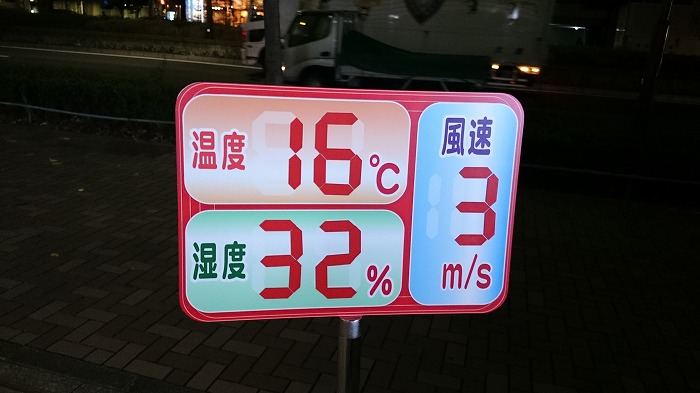 温度 16℃
湿度 32%
風速
3
m/s